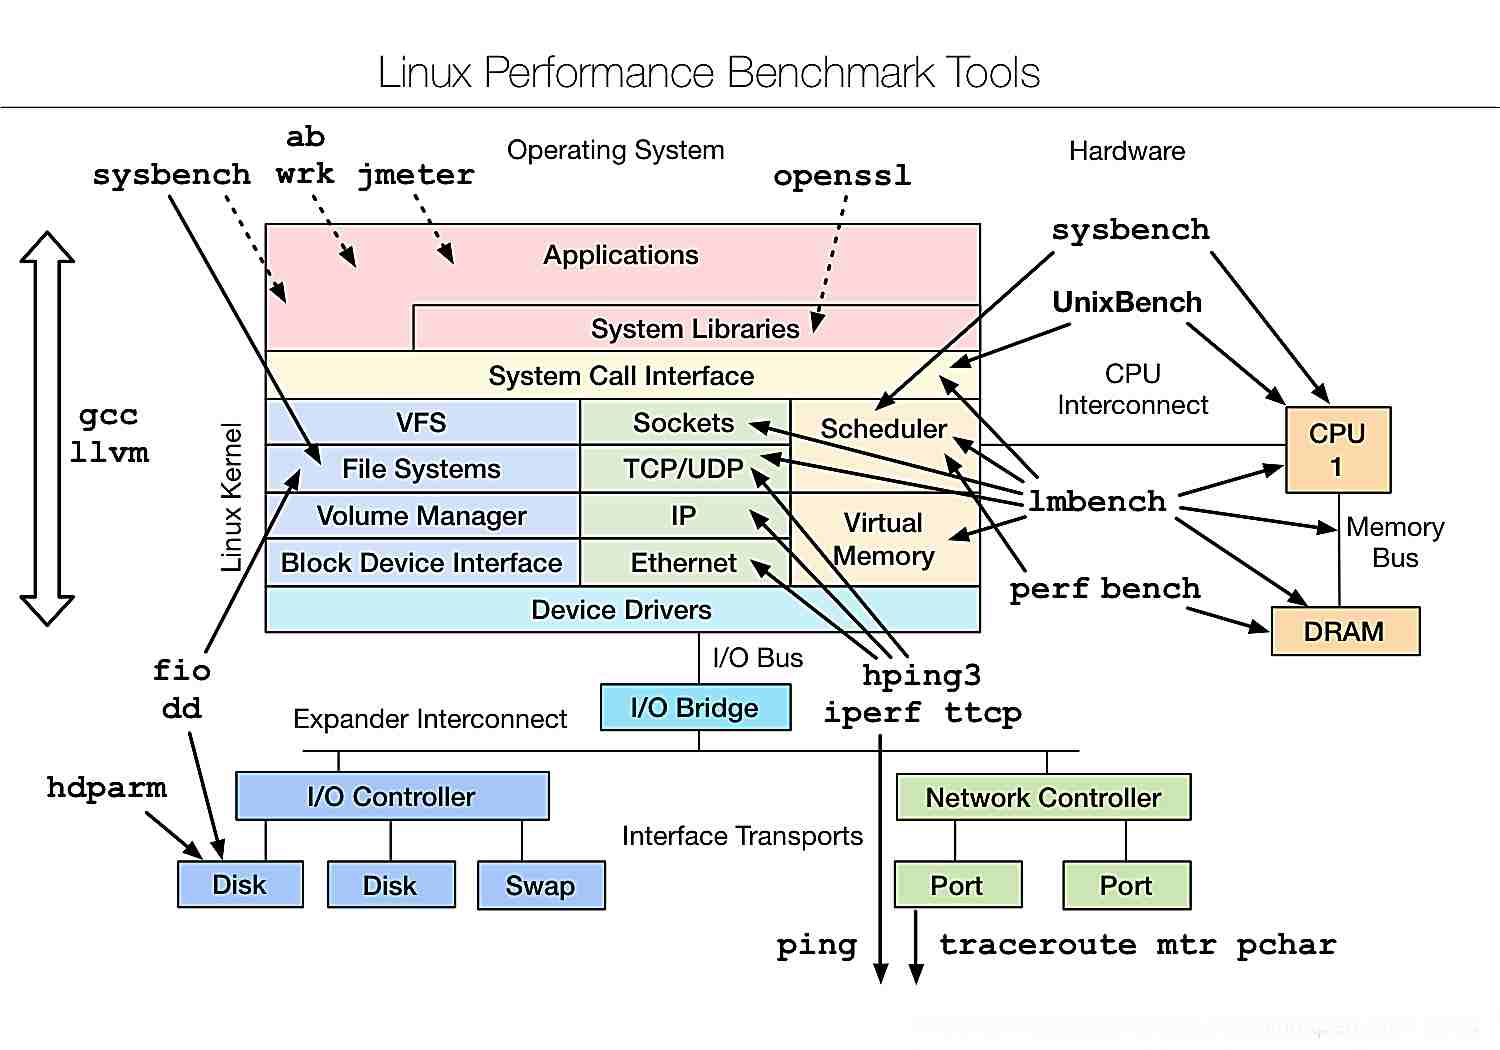 Linux Performance Benchmark Tools
Operating System
Hardware
ab
sysbench wrk jmeter
openssl
sysbench
Applications
UnixBench
System Libraries
System Call Interface
CPU
Interconnect
gcc
llvm
Linux Kernel
VFS
Sockets
Scheduler
CPU
1
File Systems
TCP/UDP
lmbench
Volume Manager
IP
Virtual
Memory
Memory
Bus
Block Device Interface
Ethernet
perf bench
Device Drivers
DRAM
I/O Bus
fio
dd
hping3
iperf ttcp
Expander Interconnect
I/O Bridge
hdparm
I/O Controller
Network Controller
Interface Transports
Disk
Disk
Swap
Port
Port
ping
traceroute mtr pchar